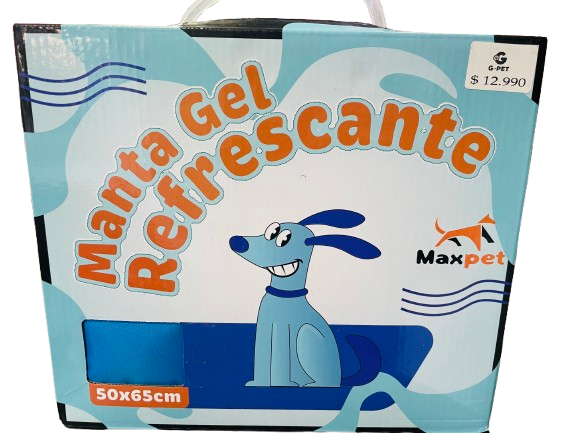 G-PET
$ 12.990
Manta Gel
Refrescante
Maxpet
50x65cm